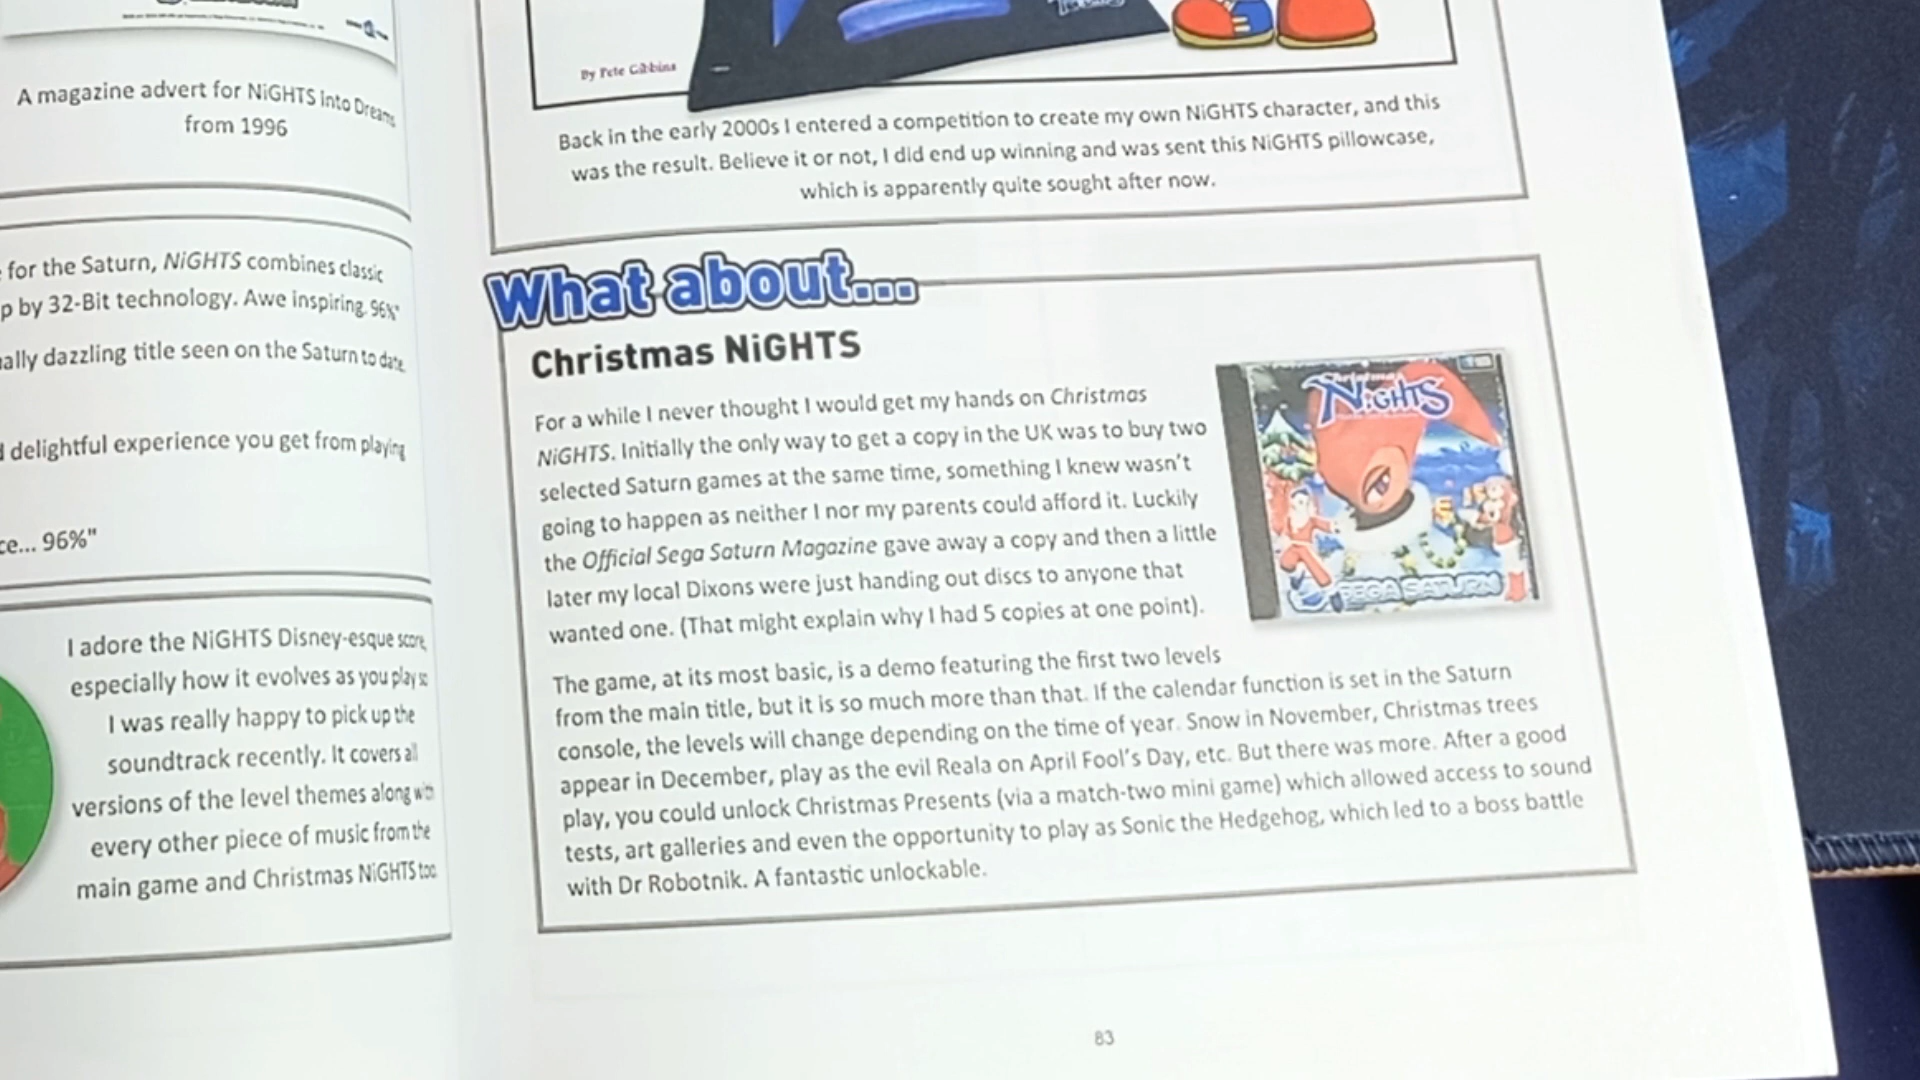 A magazine advert for NiGHTS Into Dreams
from 1996
for the Saturn, NiGHTS combines classic
p by 32-Bit technology. Awe inspiring. 96%"
ally dazzling title seen on the Saturn to date.
delightful experience you get from playing
ce... 96%"
I adore the NiGHTS Disney-esque score,
especially how it evolves as you play so
I was really happy to pick up the
soundtrack recently. It covers all
versions of the level themes along with
every other piece of music from the
main game and Christmas NiGHTS too.
By Pete Gibbins
Back in the early 2000s I entered a competition to create my own NiGHTS character, and this
was the result. Believe it or not, I did end up winning and was sent this NiGHTS pillowcase,
which is apparently quite sought after now.
What about...
Christmas NiGHTS
For a while I never thought I would get my hands on Christmas
NiGHTS. Initially the only way to get a copy in the UK was to buy two
selected Saturn games at the same time, something I knew wasn't
going to happen as neither I nor my parents could afford it. Luckily
the Official Sega Saturn Magazine gave away a copy and then a little
later my local Dixons were just handing out discs to anyone that
wanted one. (That might explain why I had 5 copies at one point).
Christmas
NiGHTS
SEGA SATURN
The game, at its most basic, is a demo featuring the first two levels
from the main title, but it is so much more than that. If the calendar function is set in the Saturn
console, the levels will change depending on the time of year. Snow in November, Christmas trees
appear in December, play as the evil Reala on April Fool's Day, etc. But there was more. After a good
play, you could unlock Christmas Presents (via a match-two mini game) which allowed access to sound
tests, art galleries and even the opportunity to play as Sonic the Hedgehog, which led to a boss battle
with Dr Robotnik. A fantastic unlockable.
83